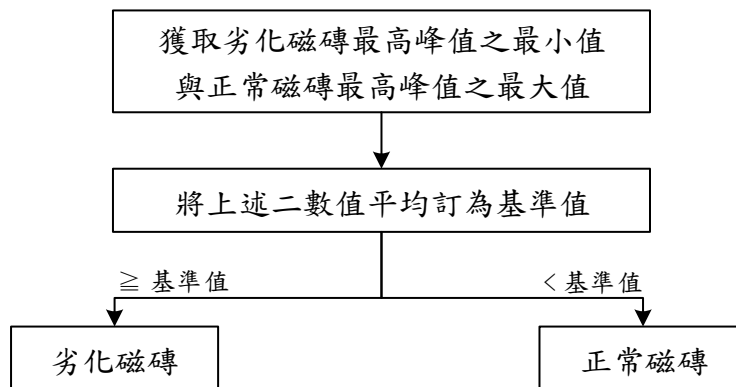 獲取劣化磁磚最高峰值之最小值
與正常磁磚最高峰值之最大值
將上述二數值平均訂為基準值
≧ 基準值
< 基準值
劣化磁磚
正常磁磚